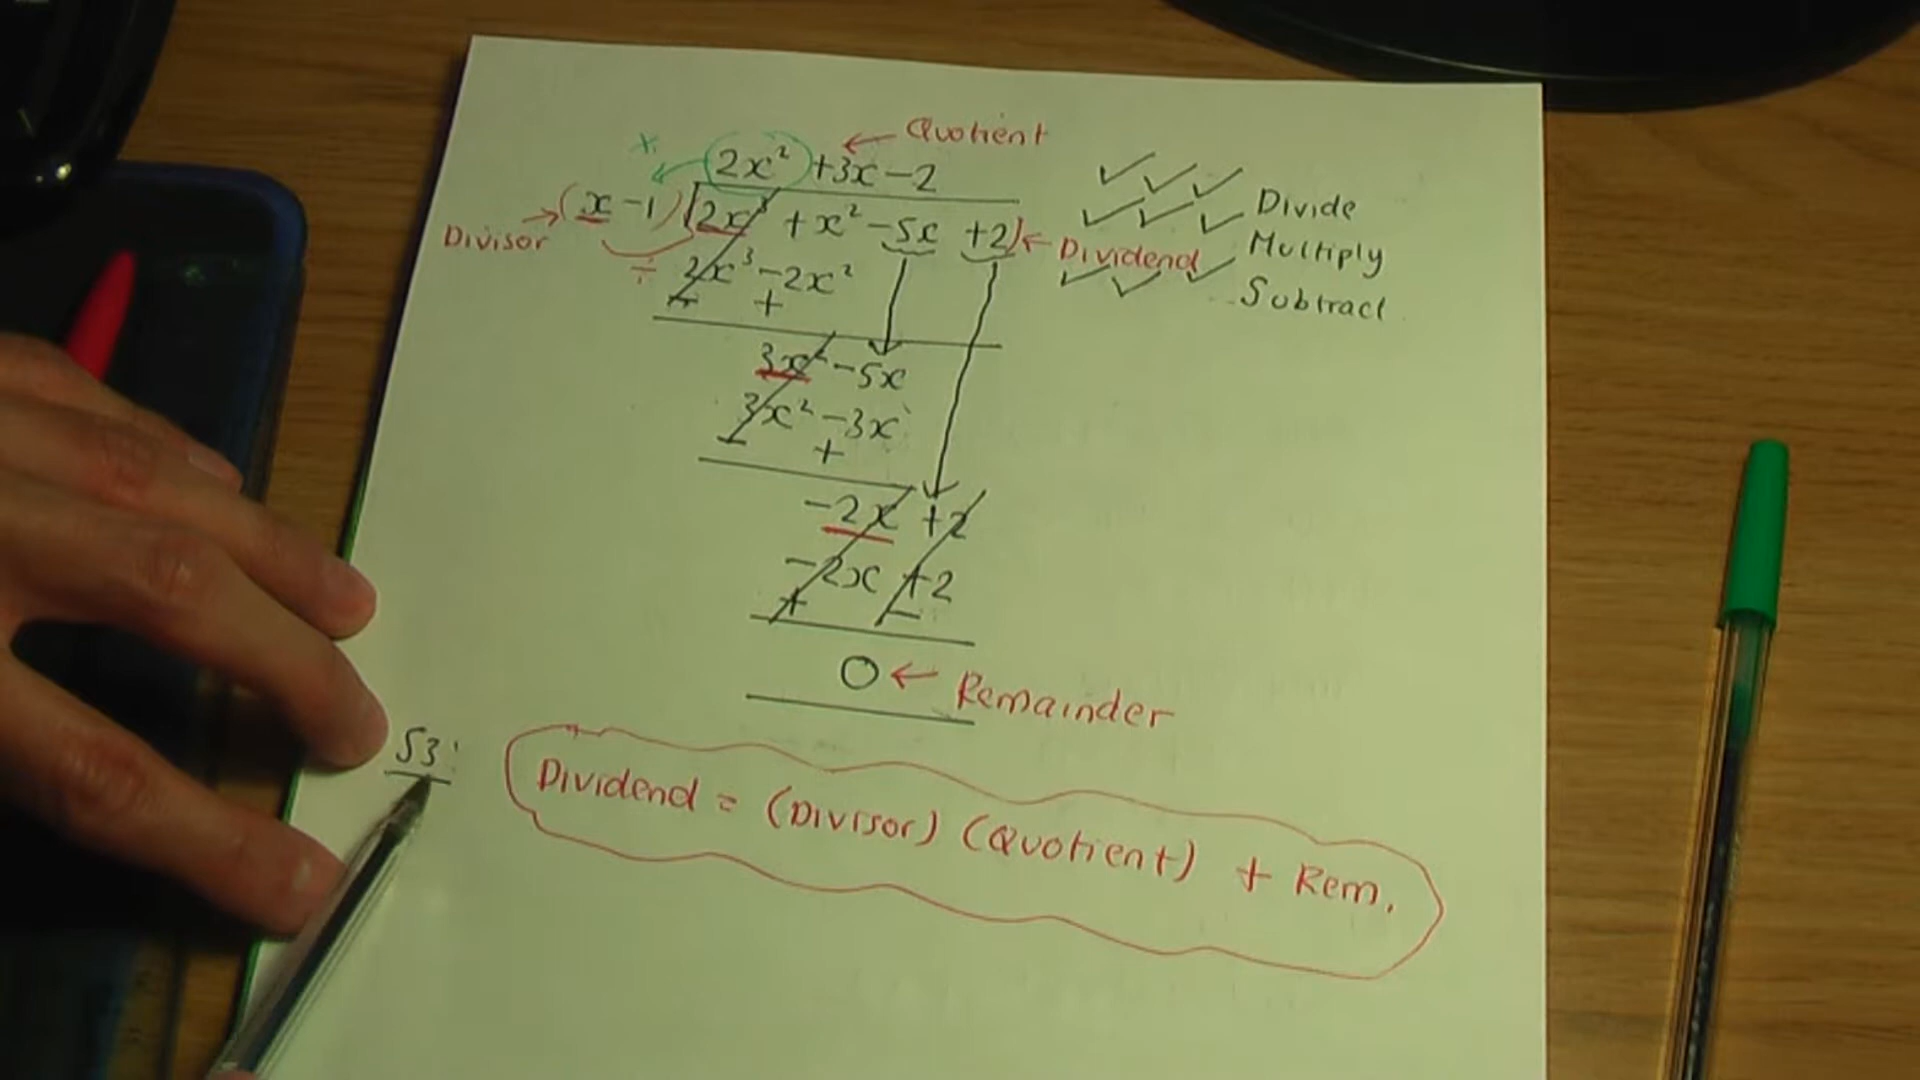 ← Quotient
×
2x² +3x -2
Divisor → (x -1) 2x³ + x² -5x +2) ← Dividend
✓ ✓ ✓ Divide
✓ ✓ ✓ Multiply
✓ ✓ ✓ Subtract
÷ 2x³ -2x²
- +
3x² -5x
3x² -3x
- +
-2x +2
-2x +2
+ -
0 ← Remainder
S3:
Dividend = (Divisor) (Quotient) + Rem.